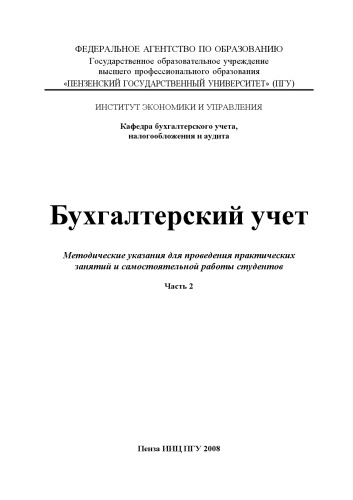 ФЕДЕРАЛЬНОЕ АГЕНТСТВО ПО ОБРАЗОВАНИЮ
Государственное образовательное учреждение
высшего профессионального образования
«ПЕНЗЕНСКИЙ ГОСУДАРСТВЕННЫЙ УНИВЕРСИТЕТ» (ПГУ)
ИНСТИТУТ ЭКОНОМИКИ И УПРАВЛЕНИЯ
Кафедра бухгалтерского учета,
налогообложения и аудита
Бухгалтерский учет
Методические указания для проведения практических
занятий и самостоятельной работы студентов
Часть 2
Пенза ИИЦ ПГУ 2008